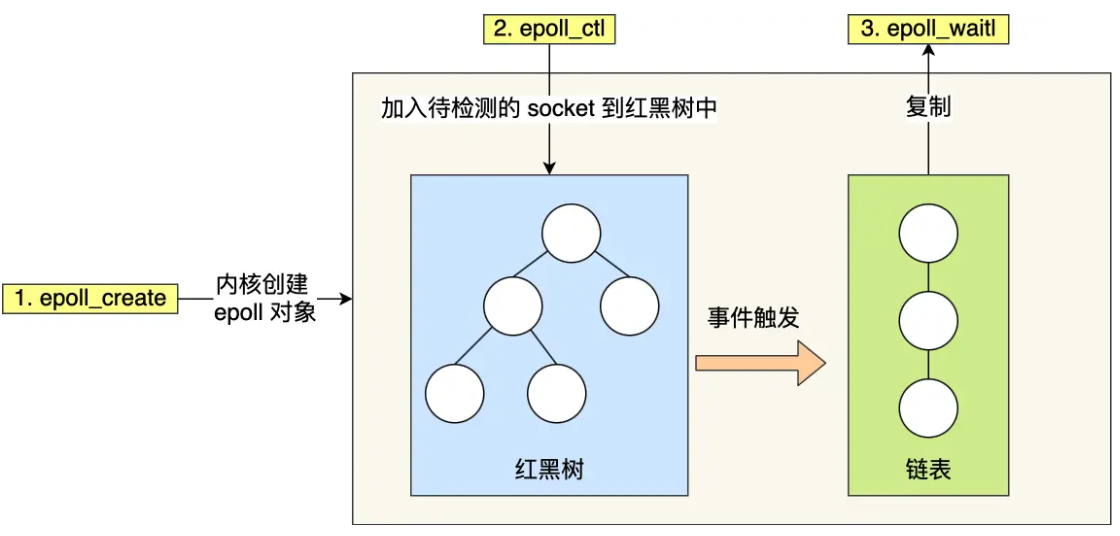 2. epoll_ctl
3. epoll_waitl
加入待检测的 socket 到红黑树中
复制
1. epoll_create
内核创建
epoll 对象
事件触发
红黑树
链表